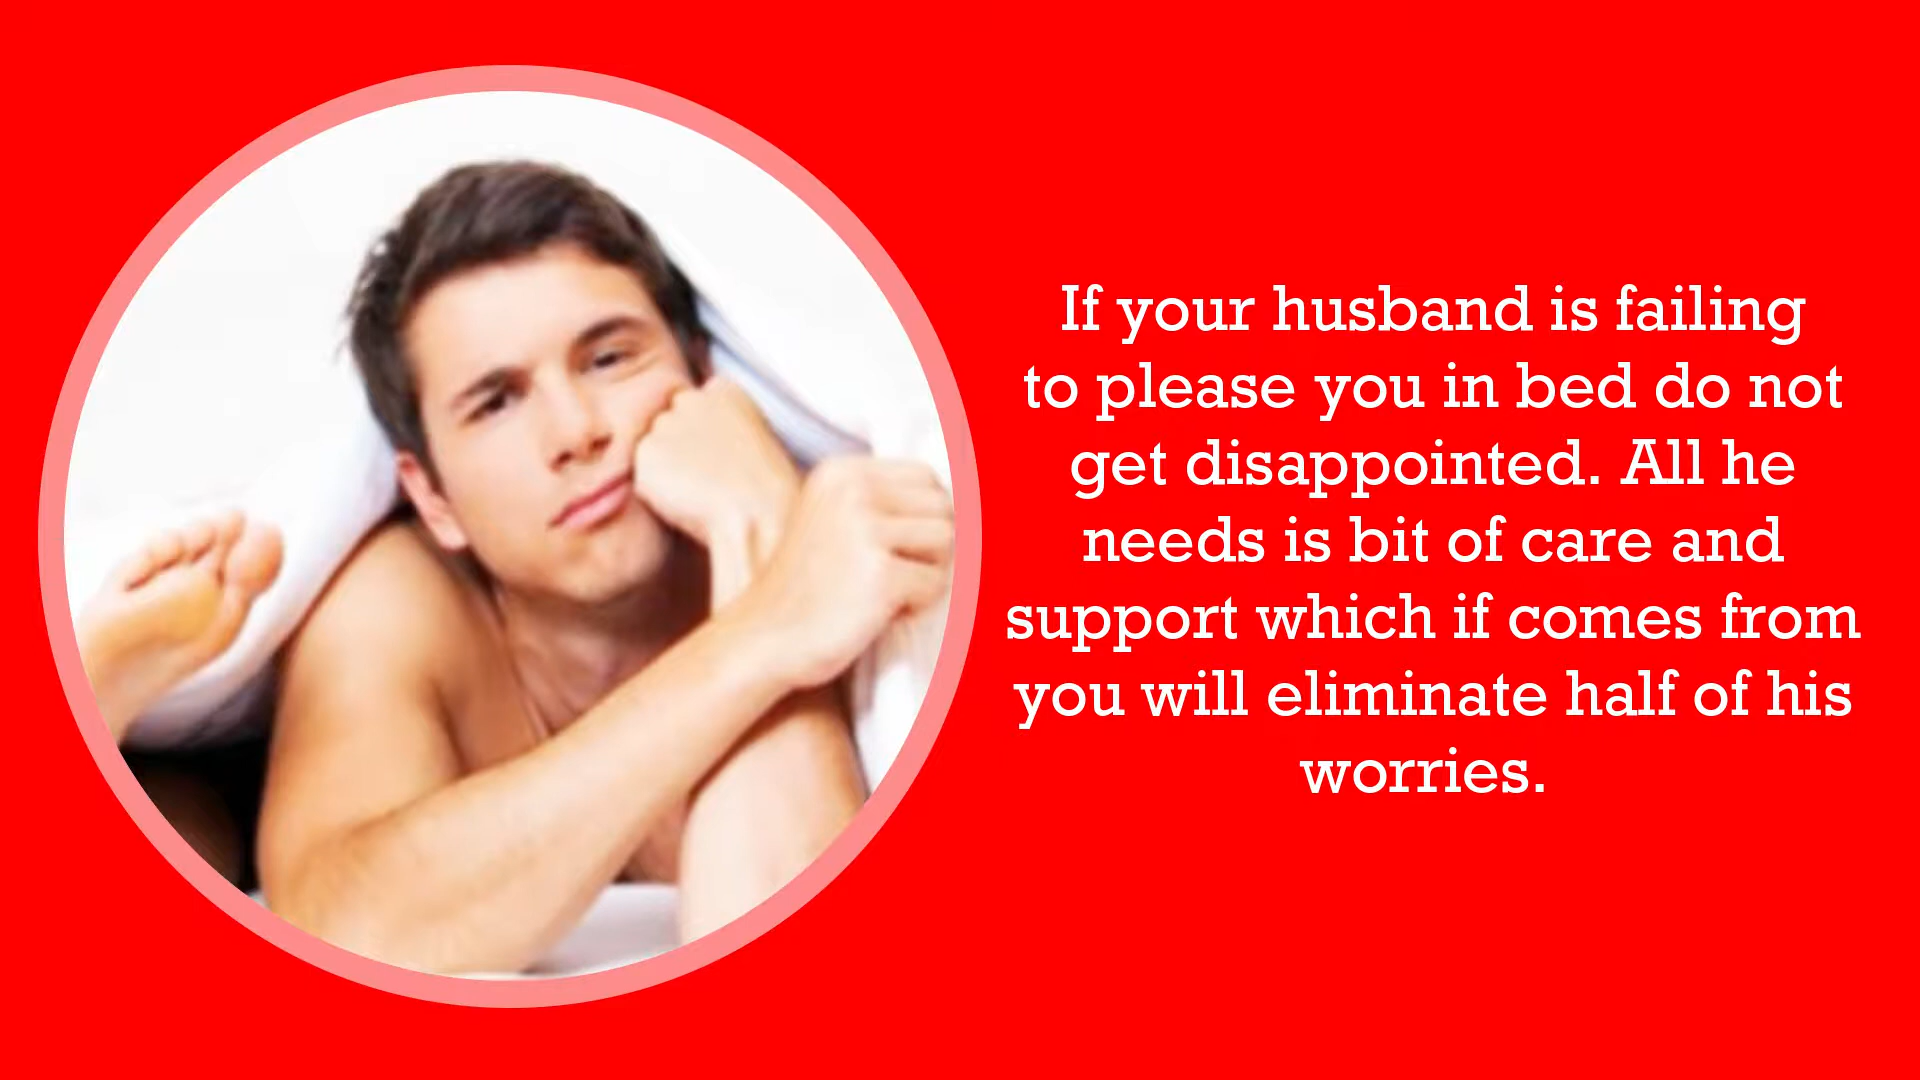 If your husband is failing
to please you in bed do not
get disappointed. All he
needs is bit of care and
support which if comes from
you will eliminate half of his
worries.